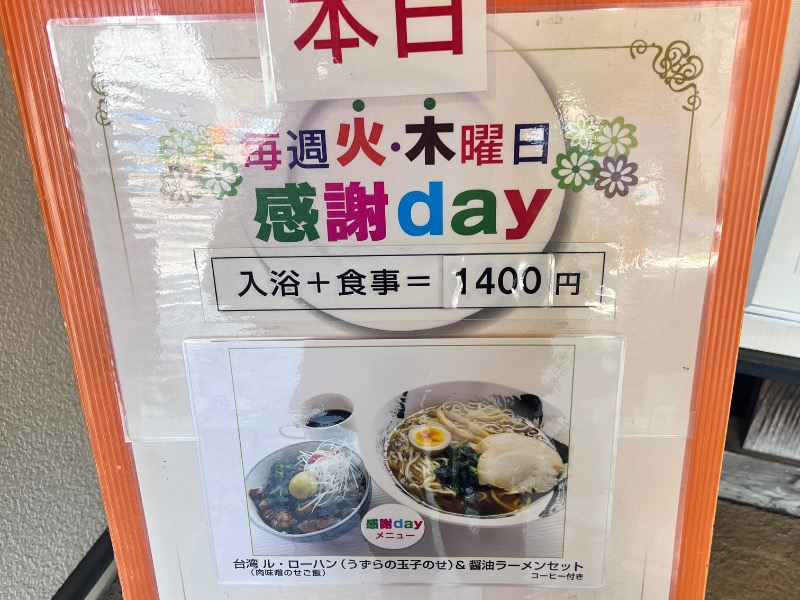 本日
毎週火・木曜日
感謝day
入浴＋食事＝1400円
感謝day
メニュー
台湾 ル・ローハン（うずらの玉子のせ）& 醤油ラーメンセット
（肉味噌のせご飯）
コーヒー付き